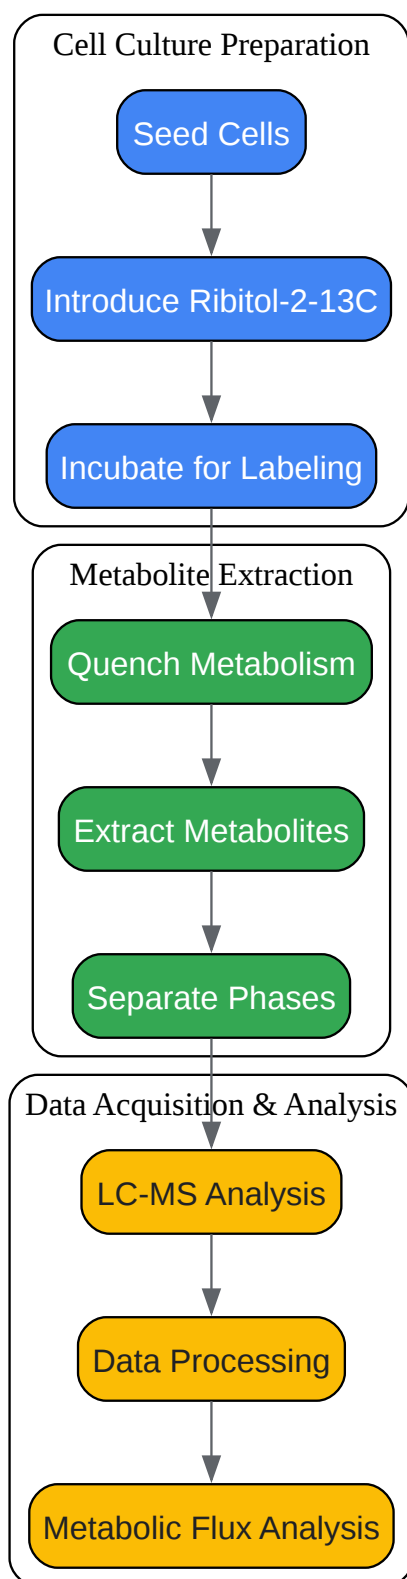 Cell Culture Preparation
Seed Cells
Introduce Ribitol-2-13C
Incubate for Labeling
Metabolite Extraction
Quench Metabolism
Extract Metabolites
Separate Phases
Data Acquisition & Analysis
LC-MS Analysis
Data Processing
Metabolic Flux Analysis